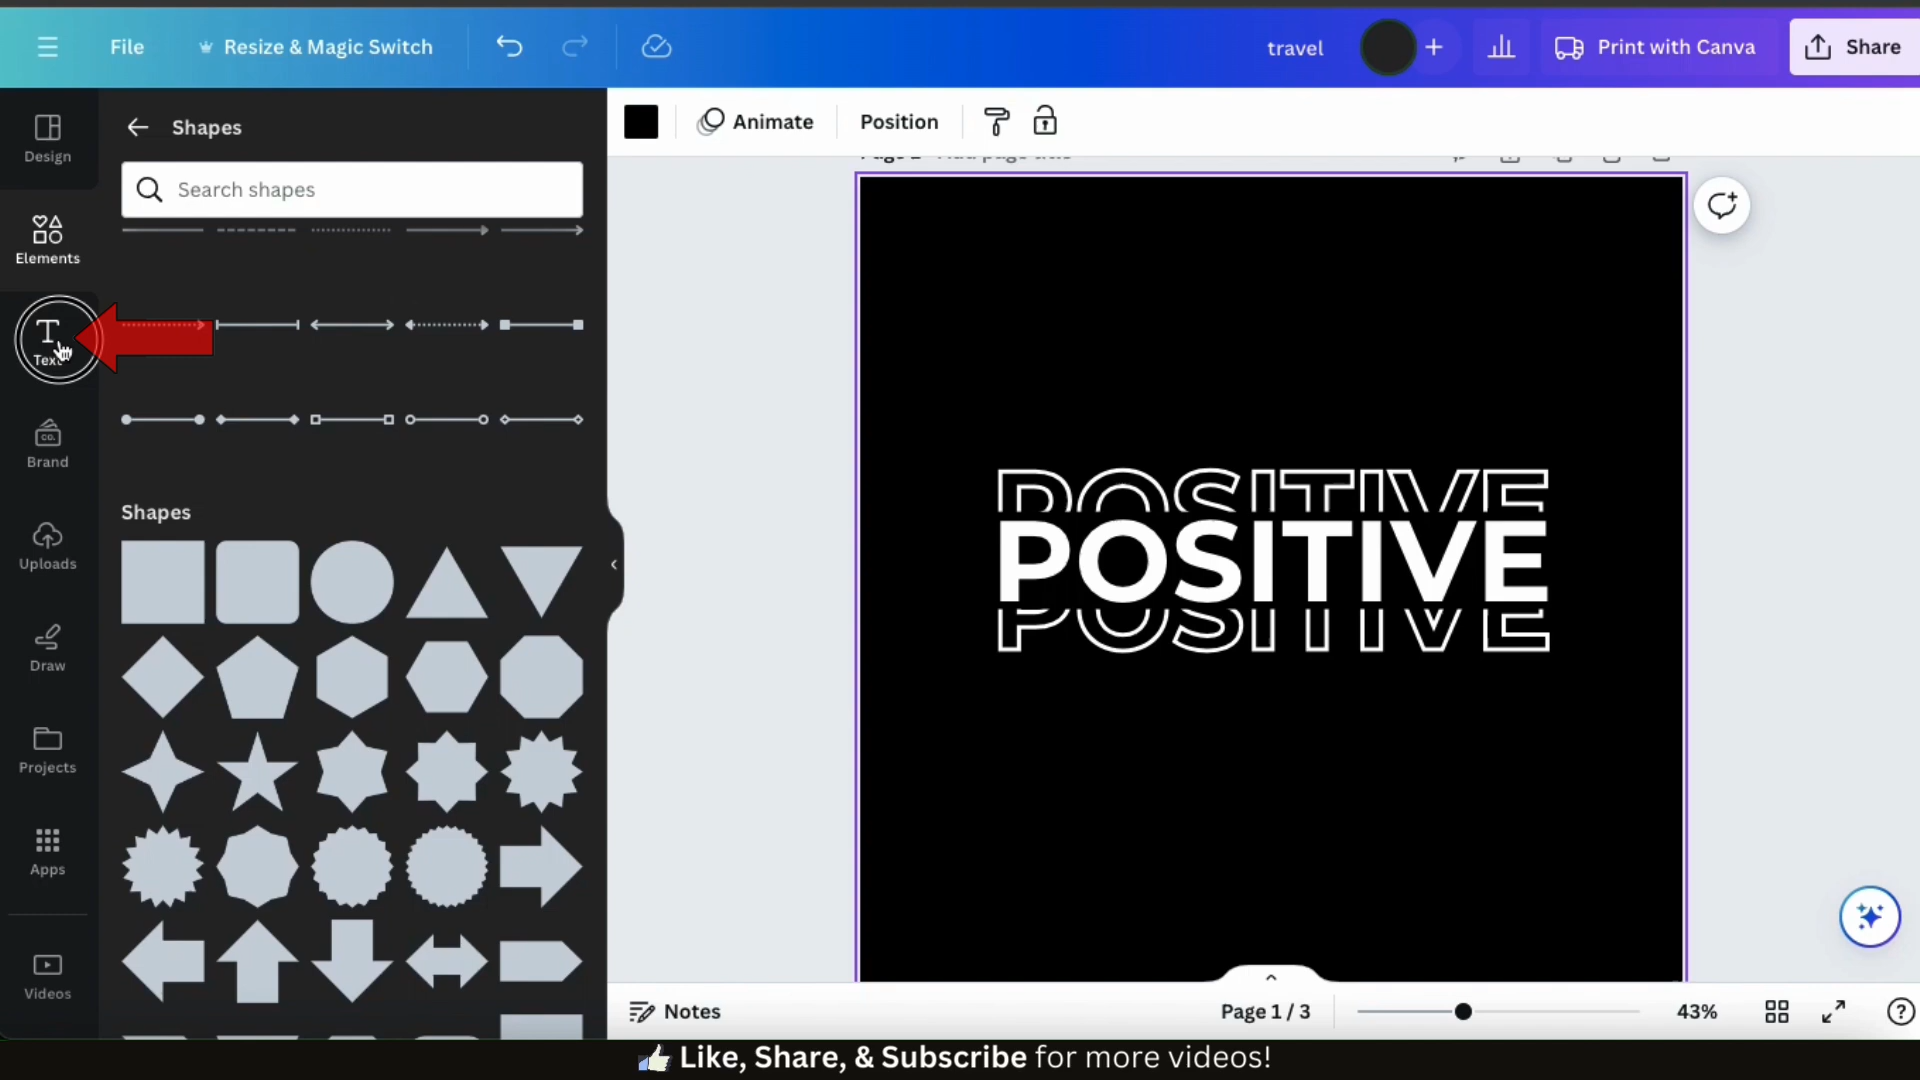 File
Resize & Magic Switch
travel
Print with Canva
Share
Design
Elements
Text
Brand
CO.
Uploads
Draw
Projects
Apps
Videos
Shapes
Search shapes
Shapes
Animate
Position
POSITIVE
POSITIVE
POSITIVE
Notes
Page 1 / 3
43%
Like, Share, & Subscribe for more videos!